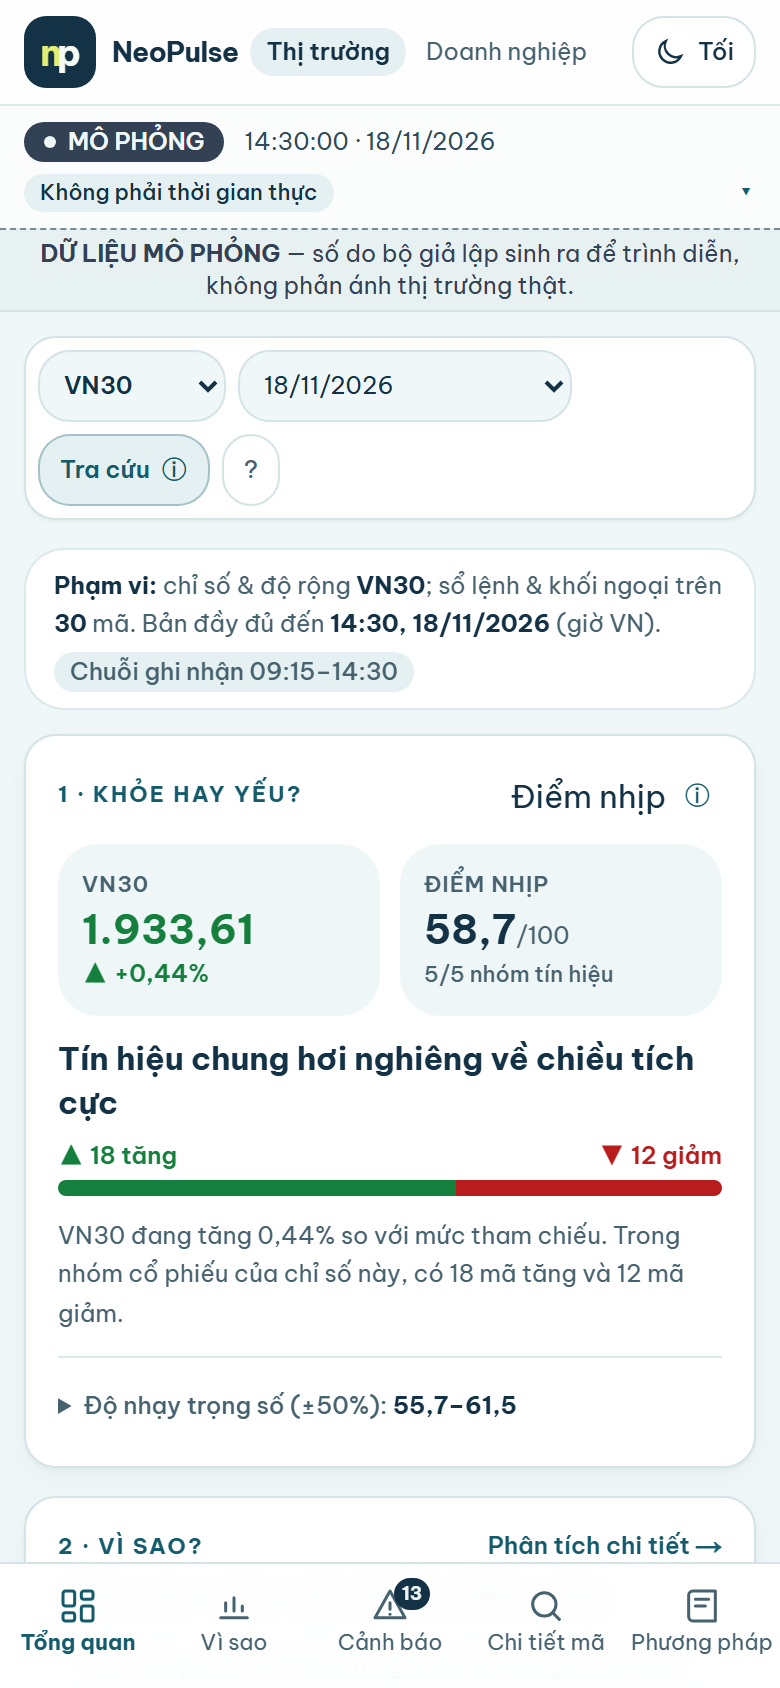 np NeoPulse Thị trường Doanh nghiệp Tối
MÔ PHỎNG 14:30:00 · 18/11/2026
Không phải thời gian thực ▼
DỮ LIỆU MÔ PHỎNG — số do bộ giả lập sinh ra để trình diễn,
không phản ánh thị trường thật.
VN30 18/11/2026
Tra cứu ⓘ ?
Phạm vi: chỉ số & độ rộng VN30; sổ lệnh & khối ngoại trên
30 mã. Bản đầy đủ đến 14:30, 18/11/2026 (giờ VN).
Chuỗi ghi nhận 09:15–14:30
1 · KHỎE HAY YẾU? Điểm nhịp ⓘ
VN30
1.933,61
▲ +0,44%
ĐIỂM NHỊP
58,7/100
5/5 nhóm tín hiệu
Tín hiệu chung hơi nghiêng về chiều tích
cực
▲ 18 tăng ▼ 12 giảm
VN30 đang tăng 0,44% so với mức tham chiếu. Trong
nhóm cổ phiếu của chỉ số này, có 18 mã tăng và 12 mã
giảm.
▶ Độ nhạy trọng số (±50%): 55,7–61,5
2 · VÌ SAO? Phân tích chi tiết →
13
Tổng quan Vì sao Cảnh báo Chi tiết mã Phương pháp